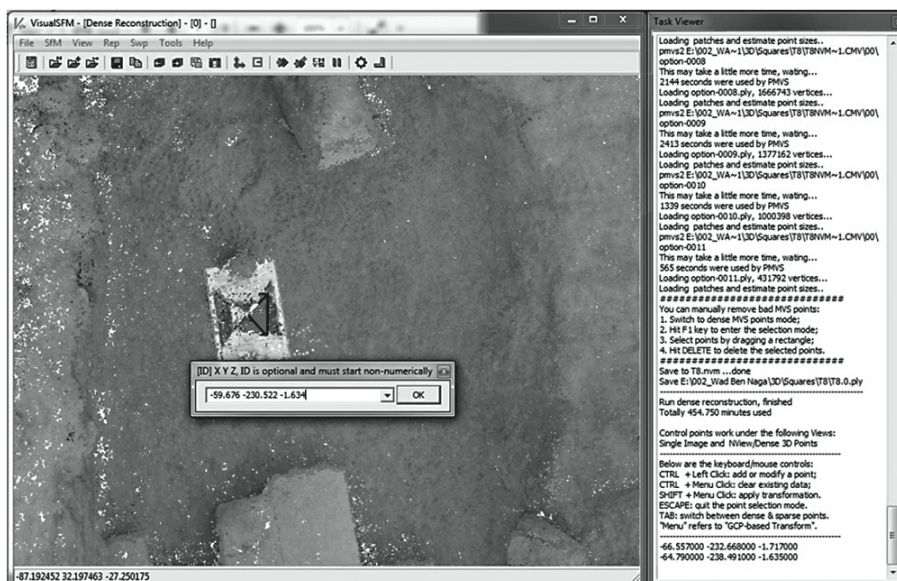 VisualSFM - [Dense Reconstruction] - [0] - []
File SfM View Rep Swp Tools Help
[ID] X Y Z, ID is optional and must start non-numerically
-59.676 -230.522 -1.634
OK
-87.192452 32.197463 -27.250175
Task Viewer
Loading patches and estimate point sizes..
pmvs2 E:\002_WA~1\3D\Squares\T8\T8NVM~1.CMV\00\
option-0008
This may take a little more time, wating...
2144 seconds were used by PMVS
Loading option-0008.ply, 1666743 vertices...
Loading patches and estimate point sizes..
pmvs2 E:\002_WA~1\3D\Squares\T8\T8NVM~1.CMV\00\
option-0009
This may take a little more time, wating...
2413 seconds were used by PMVS
Loading option-0009.ply, 1377162 vertices...
Loading patches and estimate point sizes..
pmvs2 E:\002_WA~1\3D\Squares\T8\T8NVM~1.CMV\00\
option-0010
This may take a little more time, wating...
1339 seconds were used by PMVS
Loading option-0010.ply, 1000398 vertices...
Loading patches and estimate point sizes..
pmvs2 E:\002_WA~1\3D\Squares\T8\T8NVM~1.CMV\00\
option-0011
This may take a little more time, wating...
565 seconds were used by PMVS
Loading option-0011.ply, 431792 vertices...
Loading patches and estimate point sizes..
############################
You can manually remove bad MVS points:
1. Switch to dense MVS points mode;
2. Hit F1 key to enter the selection mode;
3. Select points by dragging a rectangle;
4. Hit DELETE to delete the selected points.
############################
Save to T8.nvm ...done
Save E:\002_Wad Ben Naga\3D\Squares\T8\T8.0.ply
----------------------------------------------------------------
Run dense reconstruction, finished
Totally 454.750 minutes used
Control points work under the following Views:
Single Image and NView/Dense 3D Points
----------------------------------------------------------------
Below are the keyboard/mouse controls:
CTRL + Left Click: add or modify a point;
CTRL + Menu Click: clear existing data;
SHIFT + Menu Click: apply transformation.
ESCAPE: quit the point selection mode.
TAB: switch between dense & sparse points.
"Menu" refers to "GCP-based Transform".
----------------------------------------------------------------
-66.557000 -232.668000 -1.717000
-64.790000 -238.491000 -1.635000